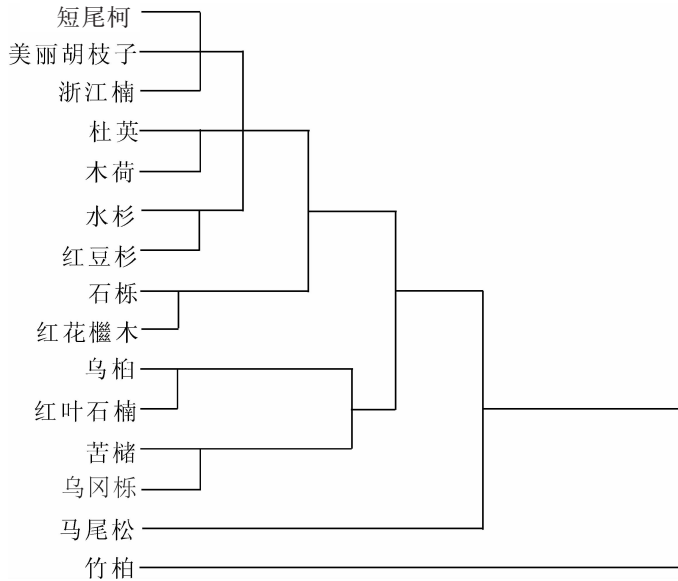 短尾柯
美丽胡枝子
浙江楠
杜英
木荷
水杉
红豆杉
石栎
红花檵木
乌桕
红叶石楠
苦槠
乌冈栎
马尾松
竹柏